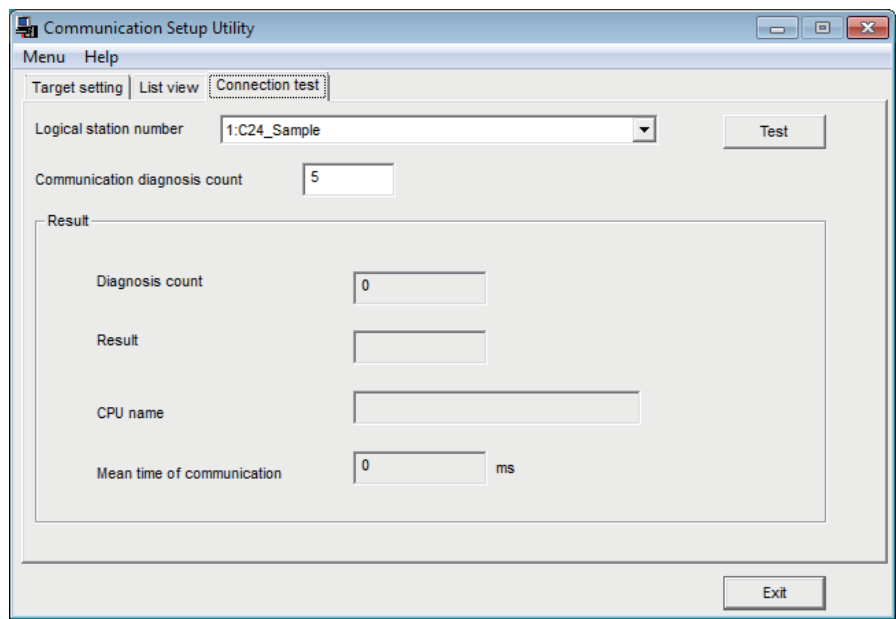 Communication Setup Utility
Menu Help
Target setting List view Connection test
Logical station number 1:C24_Sample Test
Communication diagnosis count 5
Result
Diagnosis count 0
Result
CPU name
Mean time of communication 0 ms
Exit